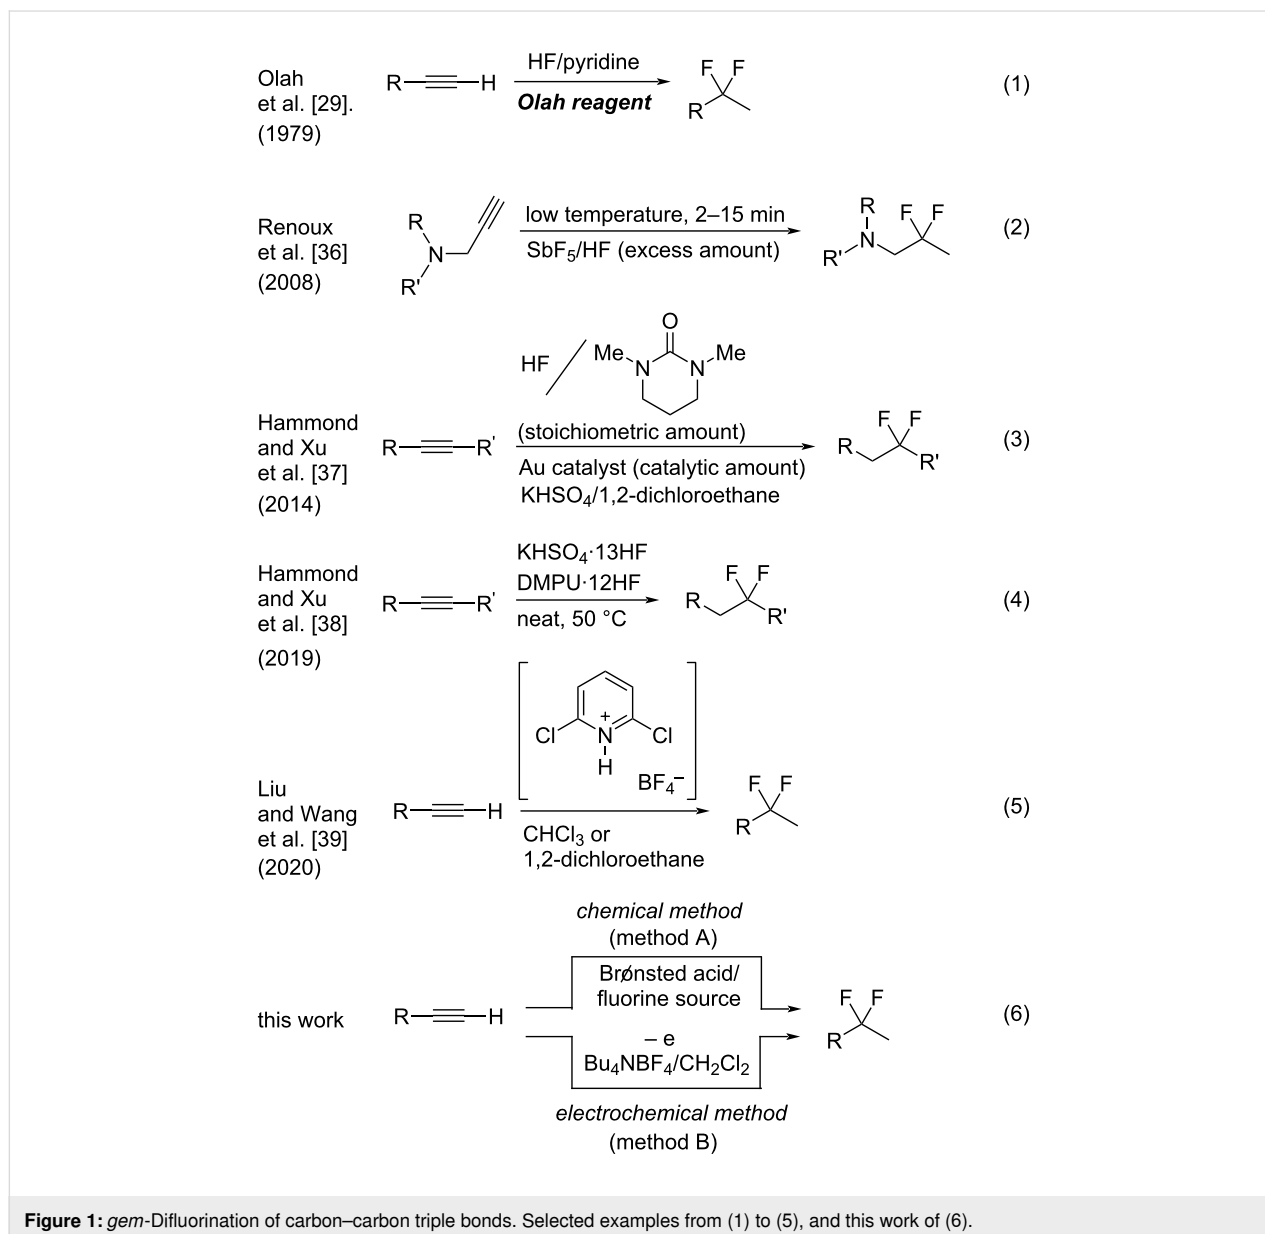 Olah
et al. [29].
(1979)
R H
HF/pyridine
Olah reagent
F F
R
(1)
Renoux
et al. [36]
(2008)
R
N
R'
low temperature, 2–15 min
SbF₅/HF (excess amount)
R
F F
N
R'
(2)
Hammond
and Xu
et al. [37]
(2014)
R R'
O
HF
Me Me
N N
(stoichiometric amount)
Au catalyst (catalytic amount)
KHSO₄/1,2-dichloroethane
F F
R
R'
(3)
Hammond
and Xu
et al. [38]
(2019)
R R'
KHSO₄·13HF
DMPU·12HF
neat, 50 °C
F F
R
R'
(4)
Liu
and Wang
et al. [39]
(2020)
R H
Cl N+ Cl
H
BF₄⁻
CHCl₃ or
1,2-dichloroethane
F F
R
(5)
this work
R H
chemical method
(method A)
Brønsted acid/
fluorine source
– e
Bu₄NBF₄/CH₂Cl₂
electrochemical method
(method B)
F F
R
(6)
Figure 1: gem-Difluorination of carbon–carbon triple bonds. Selected examples from (1) to (5), and this work of (6).